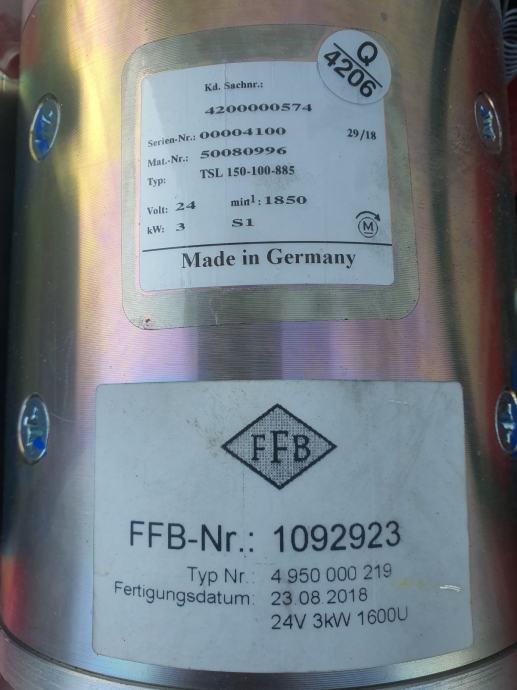 Q
4206
Kd. Sachnr.:
4200000574
Serien-Nr.: 00004100 29/18
Mat.-Nr.: 50080996
Typ: TSL 150-100-885
Volt: 24 min1: 1850
kW: 3 S1
M
Made in Germany
FFB
FFB-Nr.: 1092923
Typ Nr.: 4 950 000 219
Fertigungsdatum: 23.08.2018
24V 3kW 1600U